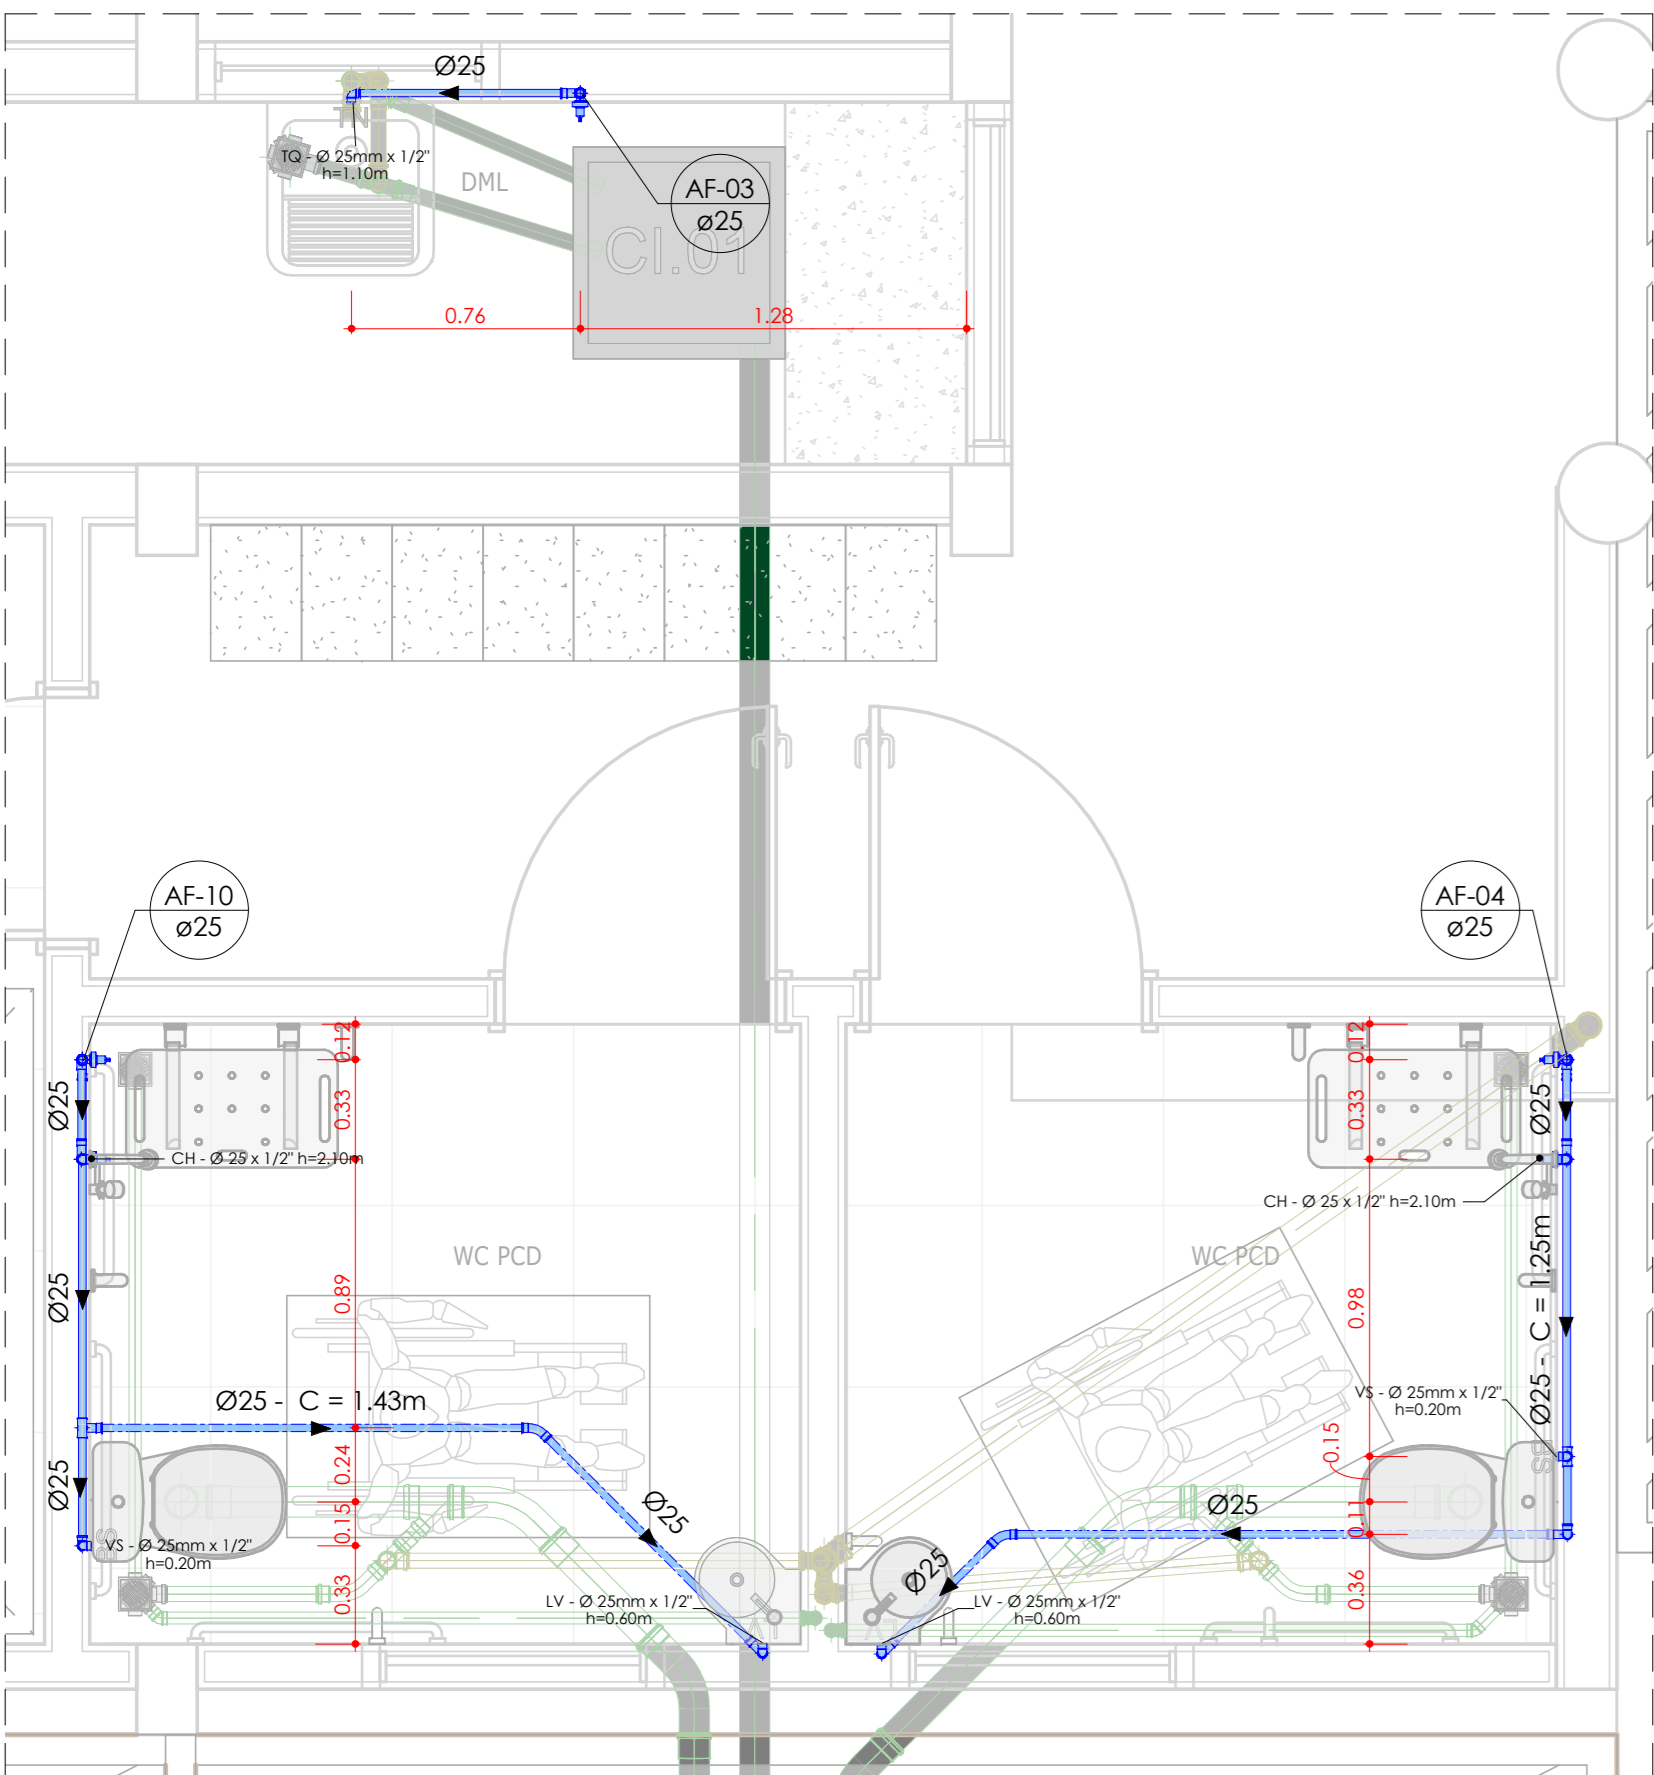 Ø25
TQ - Ø 25mm x 1/2"
h=1.10m
DML
AF-03
ø25
CI.01
0.76
1.28
AF-10
ø25
AF-04
ø25
0.12
0.12
Ø25
0.33
0.33
Ø25
CH - Ø 25 x 1/2" h=2.10m
CH - Ø 25 x 1/2" h=2.10m
WC PCD
WC PCD
Ø25
0.89
0.98
Ø25 - C = 1.25m
Ø25 - C = 1.43m
VS - Ø 25mm x 1/2"
h=0.20m
Ø25
0.24
0.15
Ø25
0.15
Ø25
0.11
VS - Ø 25mm x 1/2"
h=0.20m
Ø25
0.33
0.36
LV - Ø 25mm x 1/2"
h=0.60m
LV - Ø 25mm x 1/2"
h=0.60m